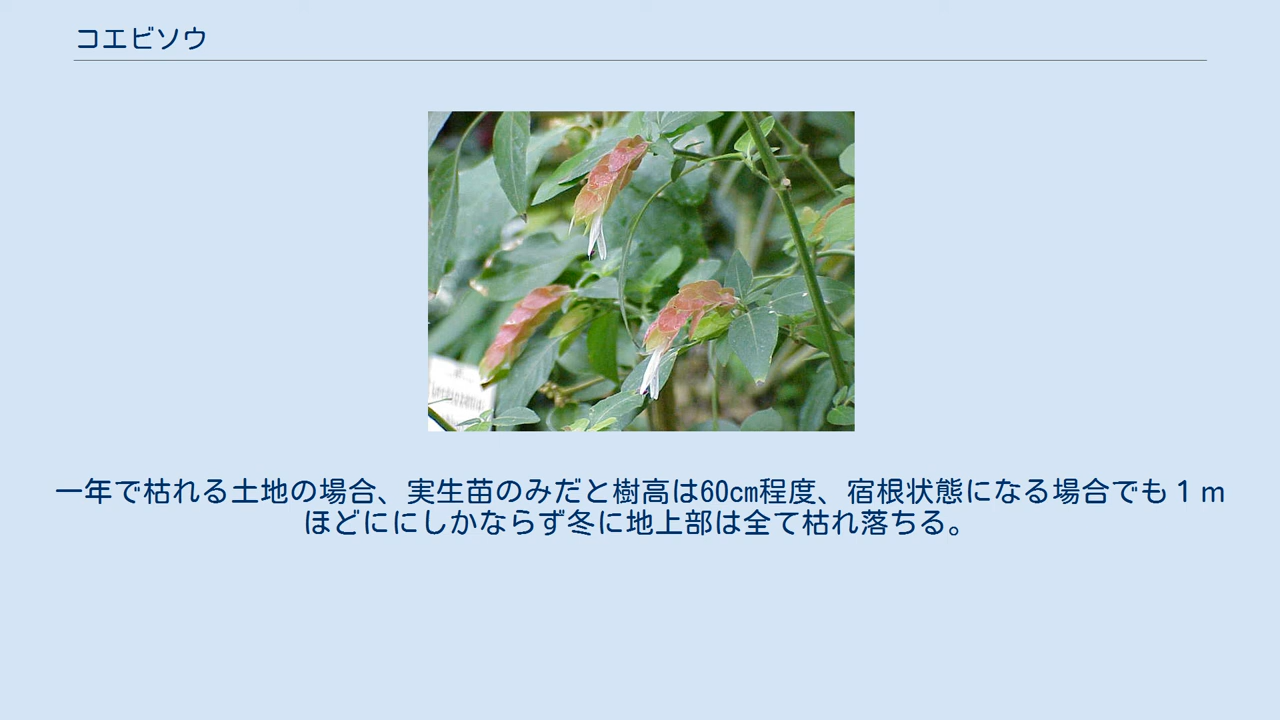 コエビソウ
一年で枯れる土地の場合、実生苗のみだと樹高は60cm程度、宿根状態になる場合でも１ｍ
ほどににしかならず冬に地上部は全て枯れ落ちる。